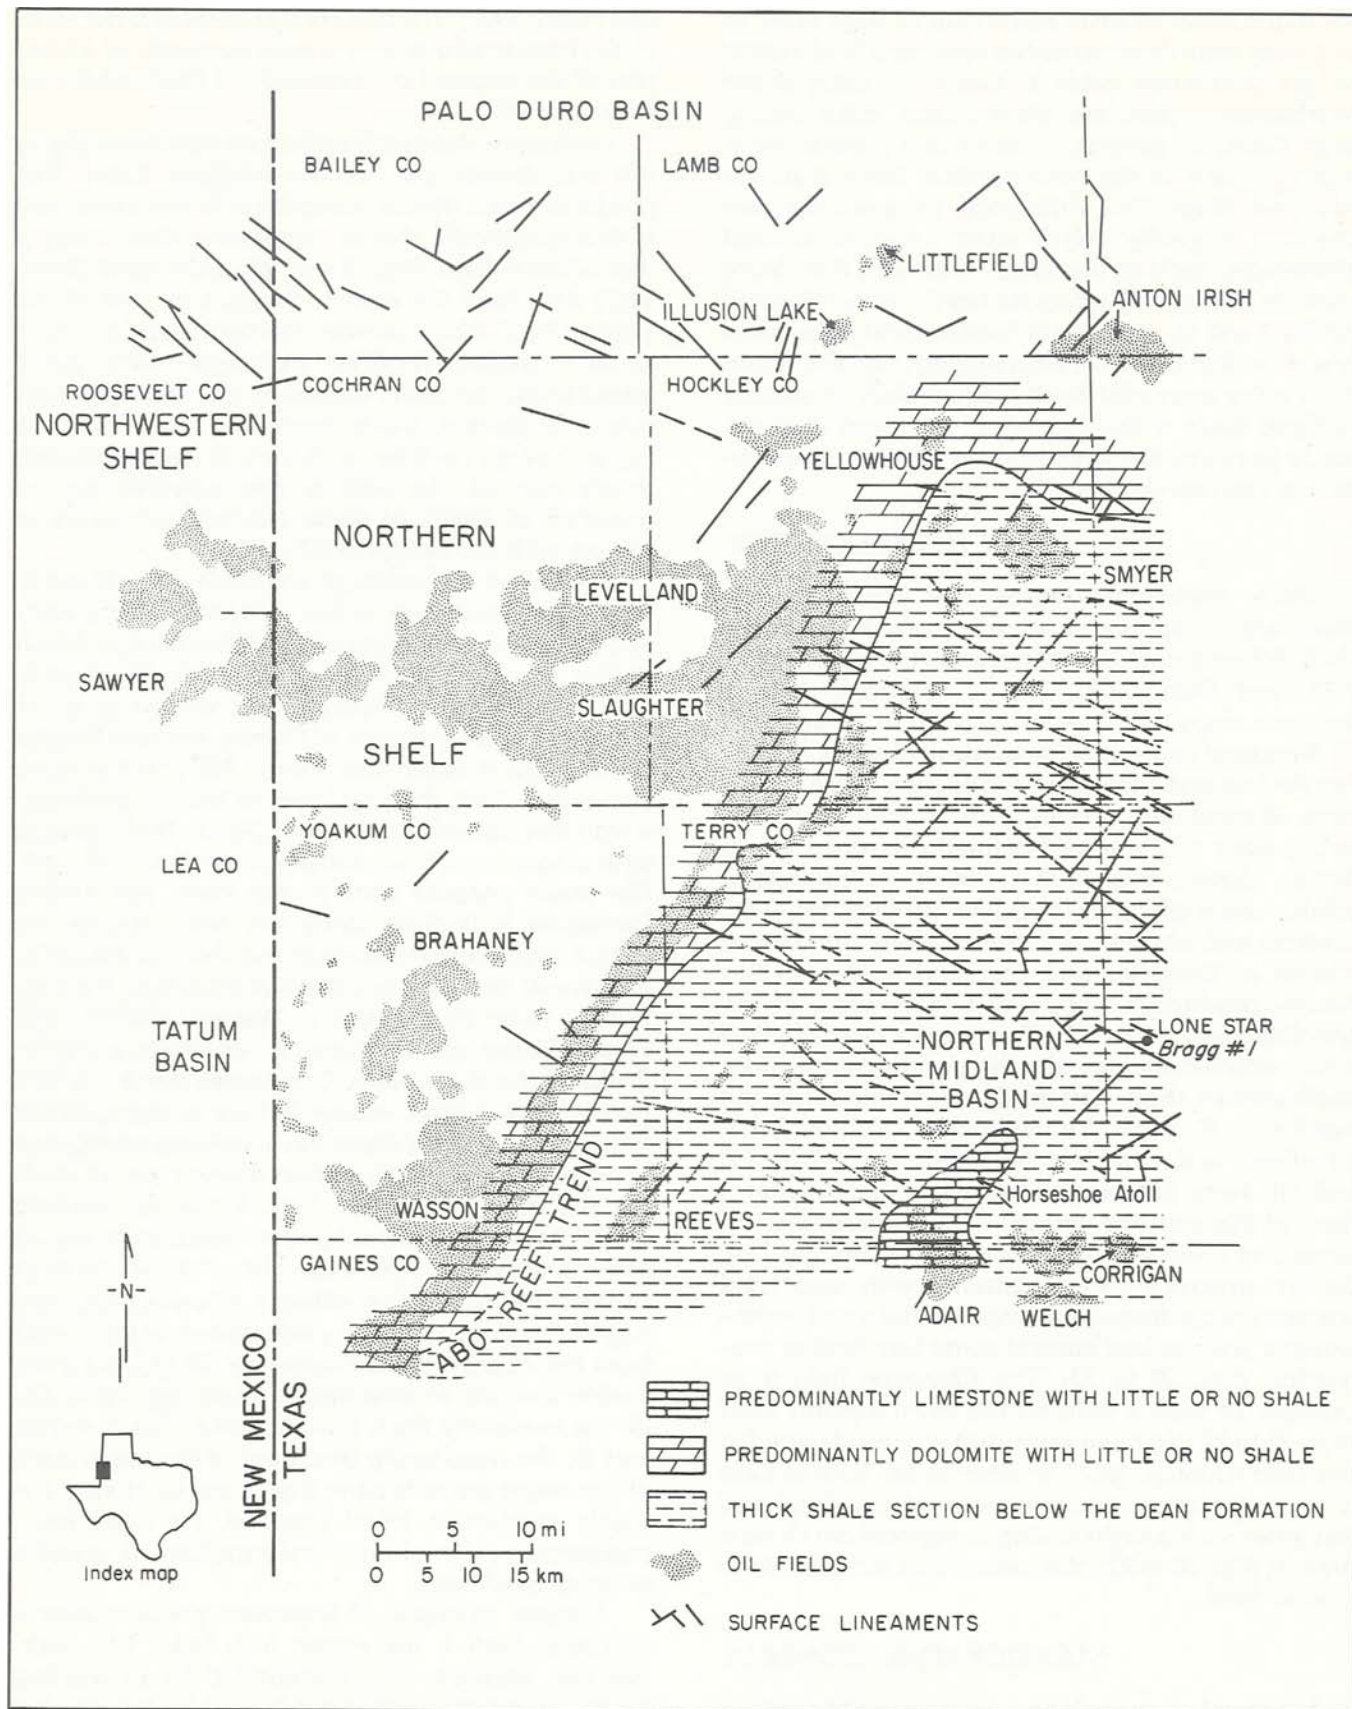 PALO DURO BASIN
BAILEY CO
LAMB CO
LITTLEFIELD
ANTON IRISH
ILLUSION LAKE
ROOSEVELT CO
COCHRAN CO
HOCKLEY CO
NORTHWESTERN
SHELF
YELLOWHOUSE
NORTHERN
LEVELLAND
SMYER
SAWYER
SLAUGHTER
SHELF
YOAKUM CO
TERRY CO
LEA CO
BRAHANEY
TATUM
BASIN
NORTHERN
MIDLAND
BASIN
LONE STAR
Bragg #1
WASSON
ABO REEF TREND
REEVES
Horseshoe Atoll
GAINES CO
CORRIGAN
ADAIR
WELCH
-N-
NEW MEXICO
TEXAS
PREDOMINANTLY LIMESTONE WITH LITTLE OR NO SHALE
PREDOMINANTLY DOLOMITE WITH LITTLE OR NO SHALE
THICK SHALE SECTION BELOW THE DEAN FORMATION
OIL FIELDS
SURFACE LINEAMENTS
0 5 10 mi
0 5 10 15 km
Index map